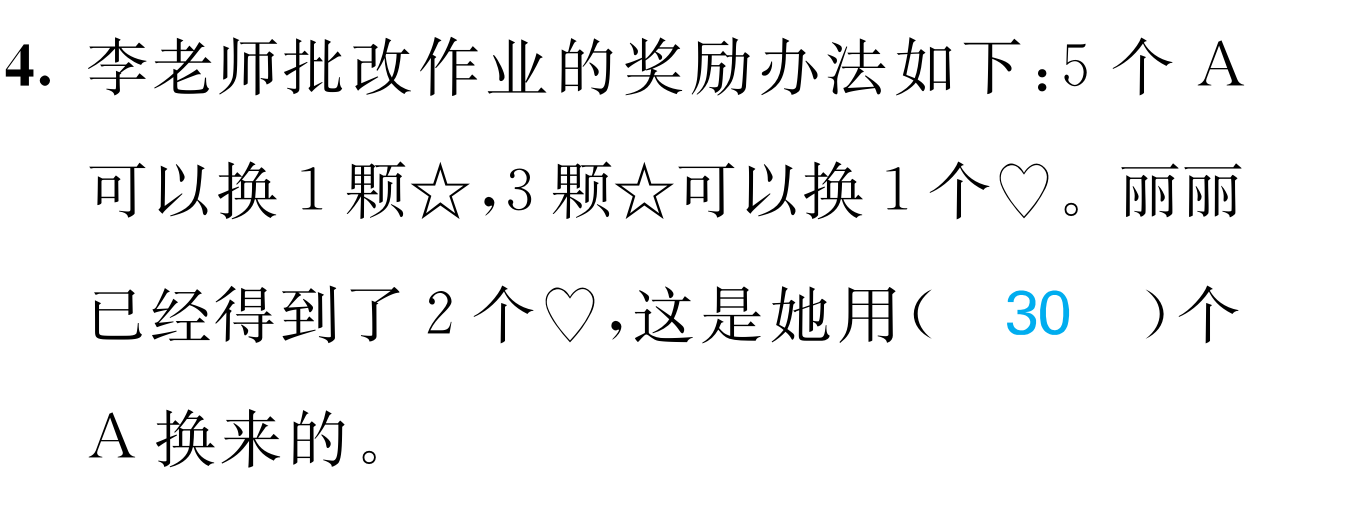 4. 李老师批改作业的奖励办法如下:5 个 A
可以换 1 颗☆,3 颗☆可以换 1 个♡。丽丽
已经得到了 2 个♡,这是她用( 30 )个
A 换来的。